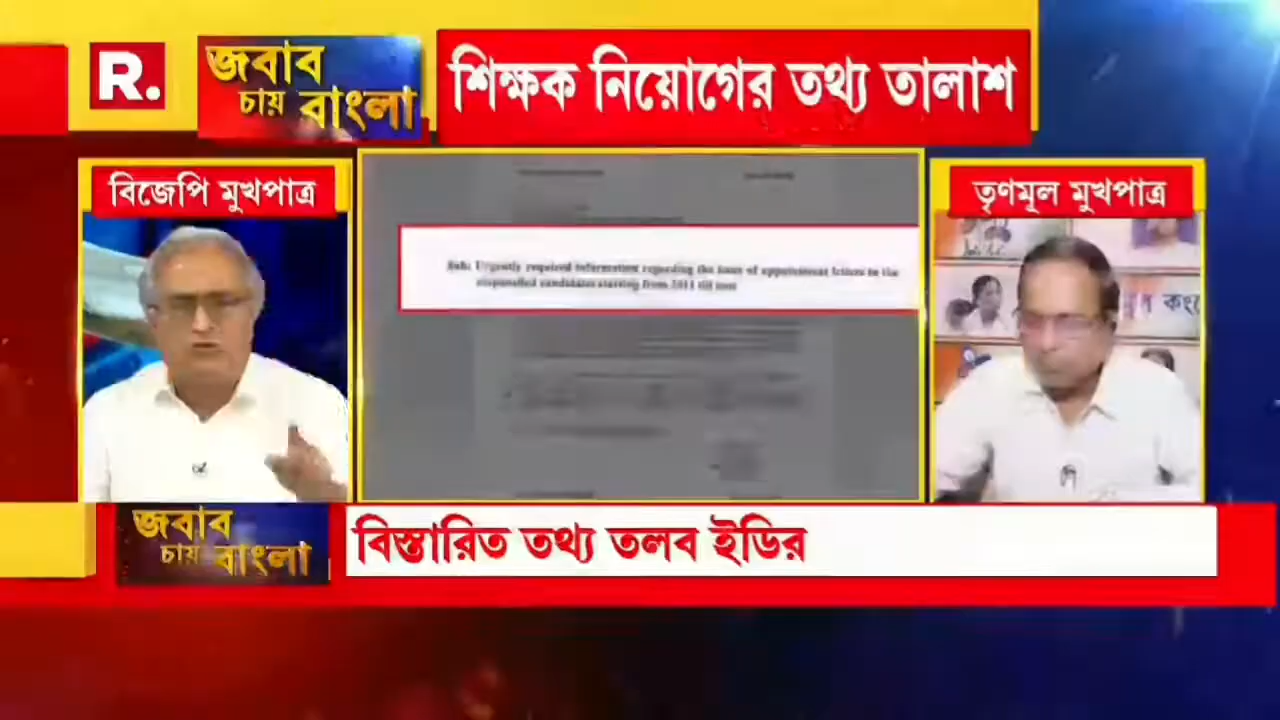 R.
জবাব
চায় বাংলা
শিক্ষক নিয়োগের তথ্য তালাশ
বিজেপি মুখপাত্র
তৃণমূল মুখপাত্র
Sub: Urgently required information regarding the issue of appointment letters to the
empanelled candidates starting from 2011 till now
জবাব
চায় বাংলা
বিস্তারিত তথ্য তলব ইডির